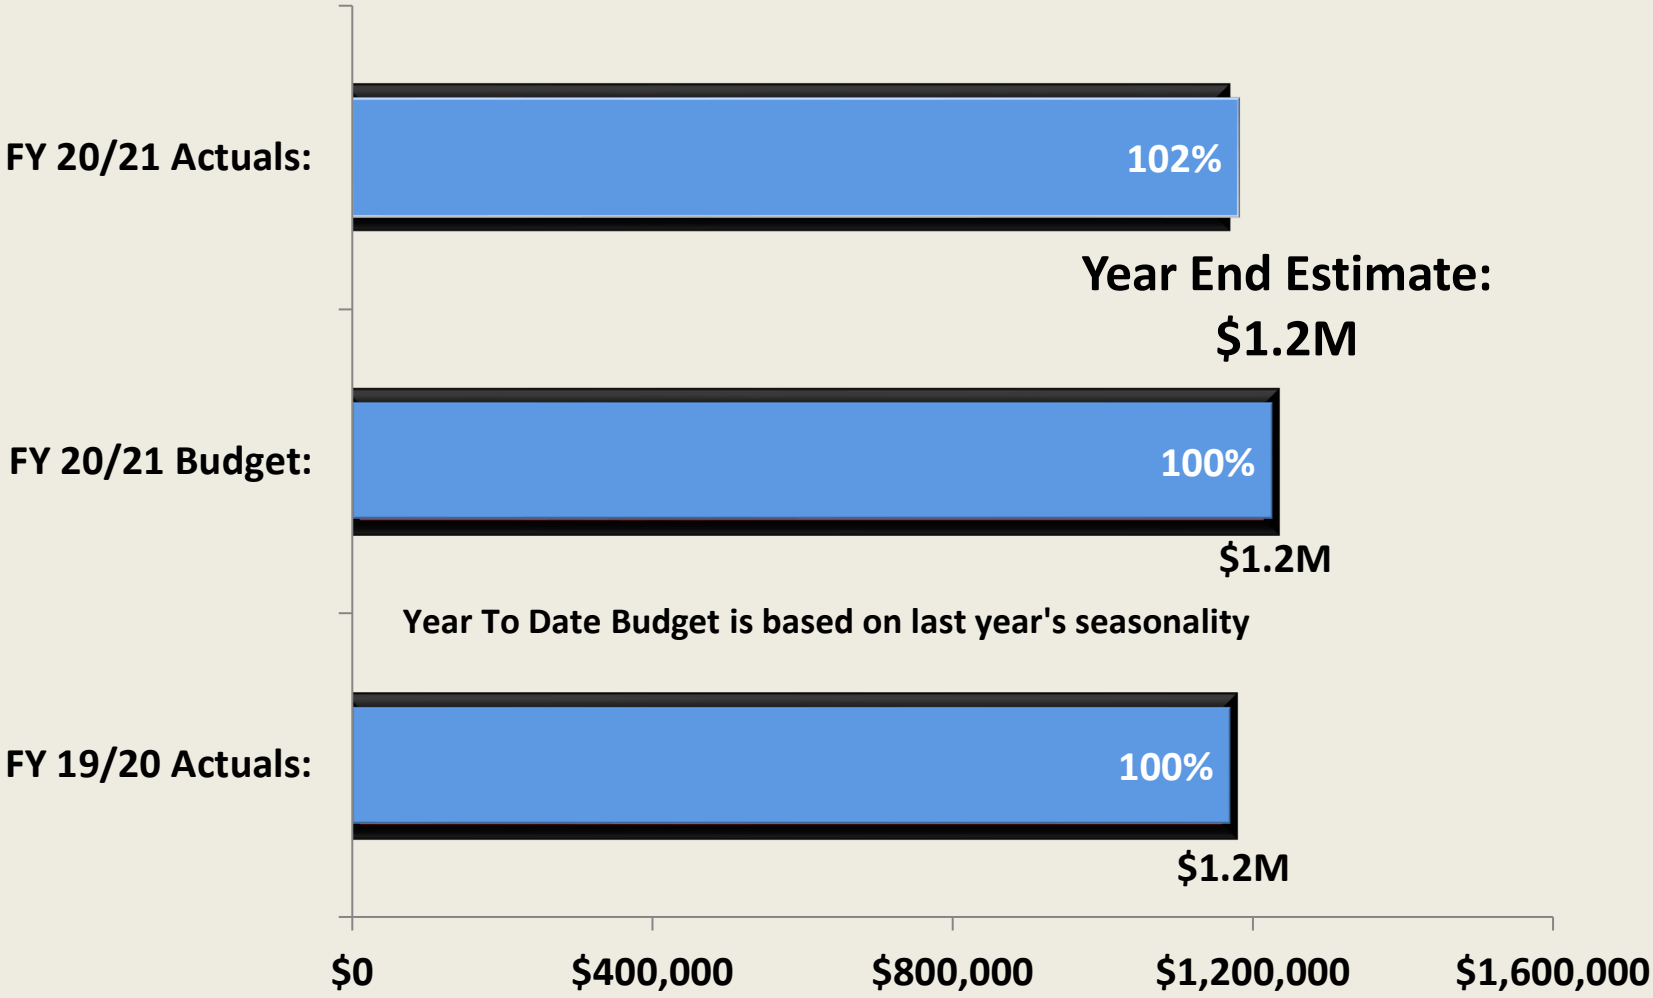 FY 20/21 Actuals:
102%
Year End Estimate:
$1.2M
FY 20/21 Budget:
100%
$1.2M
Year To Date Budget is based on last year's seasonality
FY 19/20 Actuals:
100%
$1.2M
$0
$400,000
$800,000
$1,200,000
$1,600,000